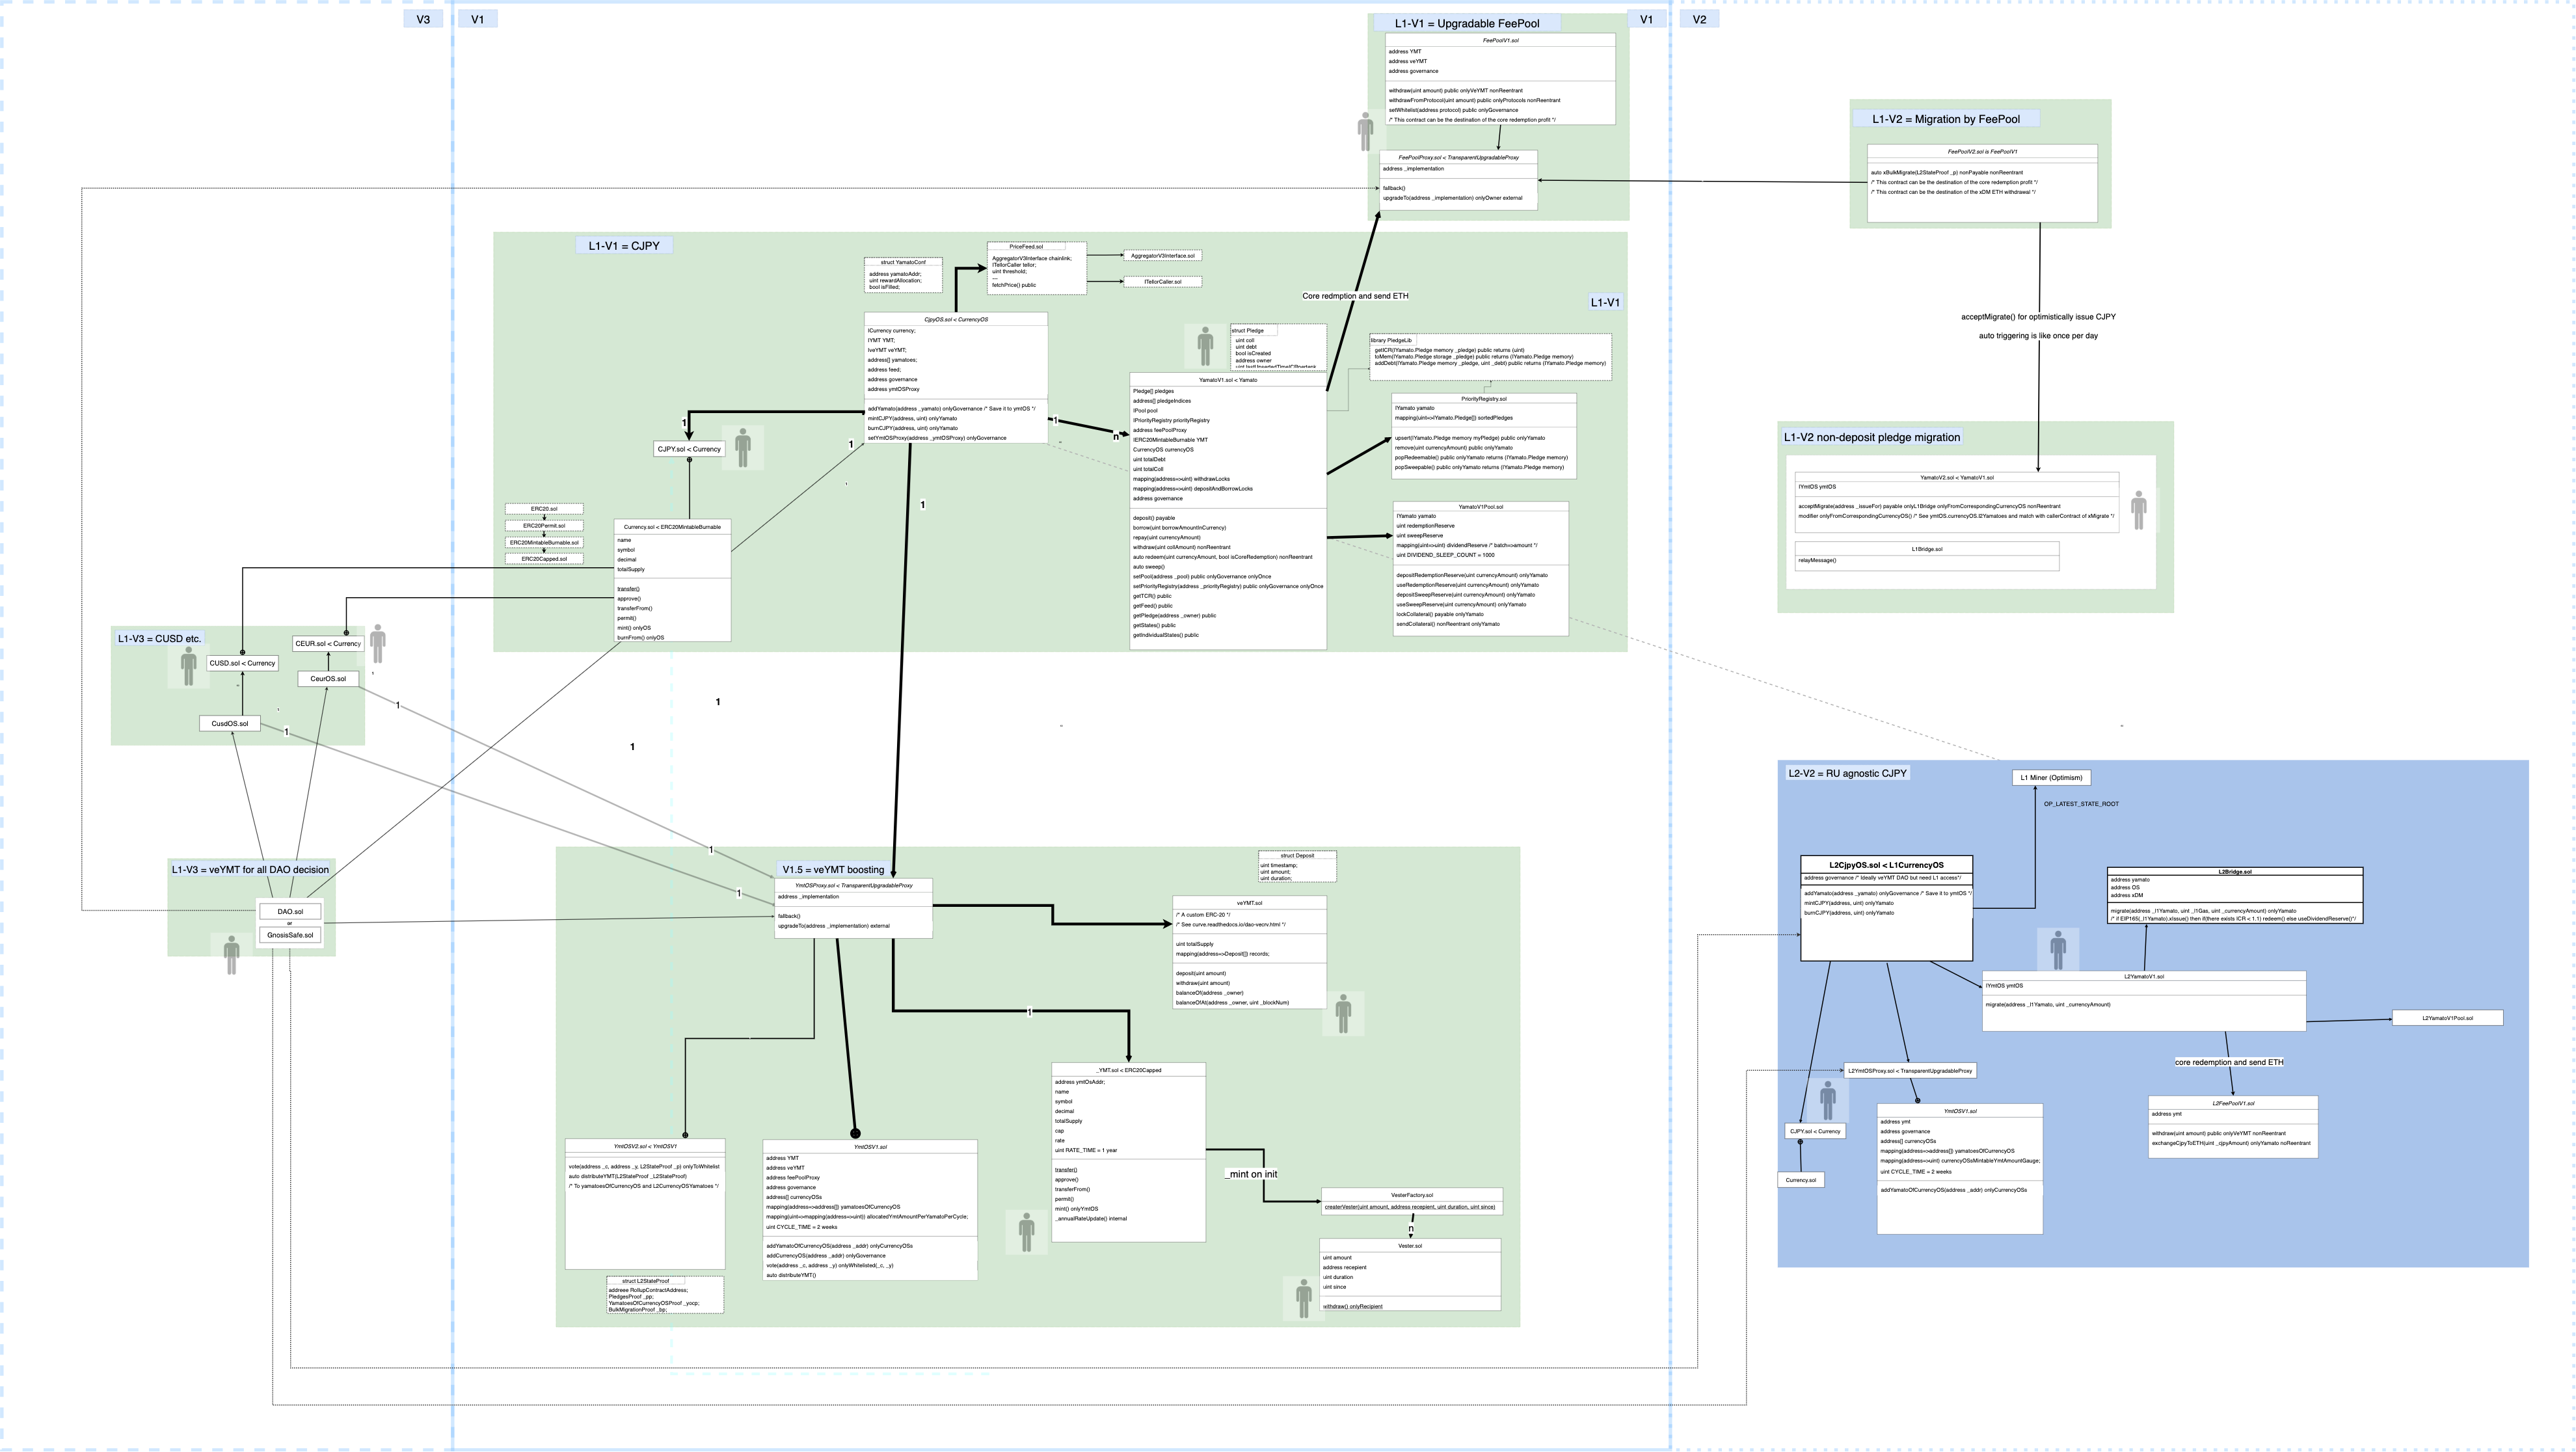 V3
V1
V1
V2
L1-V1 = Upgradable FeePool
FeePoolV1.sol
address YMT
address veYMT
address governance
withdraw(uint amount) public onlyVeYMT nonReentrant
withdrawFromProtocol(uint amount) public onlyProtocols nonReentrant
setWhitelist(address protocol) public onlyGovernance
/* This contract can be the destination of the core redemption profit */
FeePoolProxy.sol < TransparentUpgradableProxy
address _implementation
fallback()
upgradeTo(address _implementation) onlyOwner external
L1-V2 = Migration by FeePool
FeePoolV2.sol is FeePoolV1
auto xBulkMigrate(L2StateProof _p) nonPayable nonReentrant
/* This contract can be the destination of the core redemption profit */
/* This contract can be the destination of the xDM ETH withdrawal */
acceptMigrate() for optimistically issue CJPY
auto triggering is like once per day
L1-V1 = CJPY
L1-V1
struct YamatoConf
address yamatoAddr;
uint rewardAllocation;
bool isFilled;
PriceFeed.sol
AggregatorV3Interface chainlink;
ITellorCaller tellor;
uint threshold;
...
fetchPrice() public
AggregatorV3Interface.sol
ITellorCaller.sol
Core redmption and send ETH
CjpyOS.sol < CurrencyOS
ICurrency currency;
IYMT YMT;
IveYMT veYMT;
address[] yamatoes;
address feed;
address governance
address ymtOSProxy
addYamato(address _yamato) onlyGovernance /* Save it to ymtOS */
mintCJPY(address, uint) onlyYamato
burnCJPY(address, uint) onlyYamato
setYmtOSProxy(address _ymtOSProxy) onlyGovernance
1
1
n
1
1
1
CJPY.sol < Currency
struct Pledge
uint coll
uint debt
bool isCreated
address owner
library PledgeLib
getICR(IYamato.Pledge memory _pledge) public returns (uint)
toMem(IYamato.Pledge storage _pledge) public returns (IYamato.Pledge memory)
addDebt(IYamato.Pledge memory _pledge, uint _debt) public returns (IYamato.Pledge memory)
YamatoV1.sol < Yamato
Pledge[] pledges
address[] pledgeIndices
IPool pool
IPriorityRegistry priorityRegistry
address feePoolProxy
IERC20MintableBurnable YMT
CurrencyOS currencyOS
uint totalDebt
uint totalColl
mapping(address=>uint) withdrawLocks
mapping(address=>uint) depositAndBorrowLocks
address governance
deposit() payable
borrow(uint borrowAmountInCurrency)
repay(uint currencyAmount)
withdraw(uint collAmount) nonReentrant
auto redeem(uint currencyAmount, bool isCoreRedemption) nonReentrant
auto sweep()
setPool(address _pool) public onlyGovernance onlyOnce
setPriorityRegistry(address _priorityRegistry) public onlyGovernance onlyOnce
getTCR() public
getFeed() public
getPledge(address _owner) public
getStates() public
getIndividualStates() public
PriorityRegistry.sol
IYamato yamato
mapping(uint=>IYamato.Pledge[]) sortedPledges
upsert(IYamato.Pledge memory myPledge) public onlyYamato
remove(uint currencyAmount) onlyYamato
popRedeemable() public onlyYamato returns (IYamato.Pledge memory)
popSweepable() public onlyYamato returns (IYamato.Pledge memory)
YamatoV1Pool.sol
IYamato yamato
uint redemptionReserve
uint sweepReserve
mapping(uint=>uint) dividendReserve /* batch=>amount */
uint DIVIDEND_SLEEP_COUNT = 1000
depositRedemptionReserve(uint currencyAmount) onlyYamato
useRedemptionReserve(uint currencyAmount) onlyYamato
depositSweepReserve(uint currencyAmount) onlyYamato
useSweepReserve(uint currencyAmount) onlyYamato
lockCollateral() payable onlyYamato
sendCollateral() nonReentrant onlyYamato
ERC20.sol
ERC20Permit.sol
ERC20MintableBurnable.sol
ERC20Capped.sol
Currency.sol < ERC20MintableBurnable
name
symbol
decimal
totalSupply
transfer()
approve()
transferFrom()
permit()
mint() onlyOS
burnFrom() onlyOS
L1-V2 non-deposit pledge migration
YamatoV2.sol < YamatoV1.sol
IYmtOS ymtOS
acceptMigrate(address _issueFor) payable onlyL1Bridge onlyFromCorrespondingCurrencyOS nonReentrant
modifier onlyFromCorrespondingCurrencyOS() /* See ymtOS.currencyOS.l2Yamatoes and match with callerContract of xMigrate */
L1Bridge.sol
relayMessage()
L1-V3 = CUSD etc.
CUSD.sol < Currency
CEUR.sol < Currency
CeurOS.sol
CusdOS.sol
1
1
1
1
1
1
L1-V3 = veYMT for all DAO decision
DAO.sol
or
GnosisSafe.sol
V1.5 = veYMT boosting
YmtOSProxy.sol < TransparentUpgradableProxy
address _implementation
fallback()
upgradeTo(address _implementation) external
struct Deposit
uint timestamp;
uint amount;
uint duration;
veYMT.sol
/* A custom ERC-20 */
/* See curve.readthedocs.io/dao-vecrv.html */
uint totalSupply
mapping(address=>Deposit[]) records;
deposit(uint amount)
withdraw(uint amount)
balanceOf(address _owner)
balanceOfAt(address _owner, uint _blockNum)
1
_YMT.sol < ERC20Capped
address ymtOsAddr;
name
symbol
decimal
totalSupply
cap
rate
uint RATE_TIME = 1 year
transfer()
approve()
transferFrom()
permit()
mint() onlyYmtOS
_annualRateUpdate() internal
_mint on init
VesterFactory.sol
createVester(uint amount, address recepient, uint duration, uint since)
n
Vester.sol
uint amount
address recepient
uint duration
uint since
withdraw() onlyRecipient
YmtOSV2.sol < YmtOSV1
vote(address _c, address _y, L2StateProof _p) onlyToWhitelist
auto distributeYMT(L2StateProof _L2StateProof)
/* To yamatoesOfCurrencyOS and L2CurrencyOSYamatoes */
struct L2StateProof
addreee RollupContractAddress;
PledgesProof _pp;
YamatoesOfCurrencyOSProof _yocp;
BulkMigrationProof _bp;
YmtOSV1.sol
address YMT
address veYMT
address feePoolProxy
address governance
address[] currencyOSs
mapping(address=>address[]) yamatoesOfCurrencyOS
mapping(uint=>mapping(address=>uint)) allocatedYmtAmountPerYamatoPerCycle;
uint CYCLE_TIME = 2 weeks
addYamatoOfCurrencyOS(address _addr) onlyCurrencyOSs
addCurrencyOS(address _addr) onlyGovernance
vote(address _c, address _y) onlyWhitelisted(_c, _y)
auto distributeYMT()
L2-V2 = RU agnostic CJPY
L1 Miner (Optimism)
OP_LATEST_STATE_ROOT
L2CjpyOS.sol < L1CurrencyOS
address governance /* Ideally veYMT DAO but need L1 access*/
addYamato(address _yamato) onlyGovernance /* Save it to ymtOS */
mintCJPY(address, uint) onlyYamato
burnCJPY(address, uint) onlyYamato
L2Bridge.sol
address yamato
address OS
address xDM
migrate(address _l1Yamato, uint _l1Gas, uint _currencyAmount) onlyYamato
/* if EIP165(_l1Yamato).xIssue() then if(there exists ICR < 1.1) redeem() else useDividendReserve()*/
L2YamatoV1.sol
IYmtOS ymtOS
migrate(address _l1Yamato, uint _currencyAmount)
L2YamatoV1Pool.sol
core redemption and send ETH
L2FeePoolV1.sol
address ymt
withdraw(uint amount) public onlyVeYMT nonReentrant
exchangeCjpyToETH(uint _cjpyAmount) onlyYamato noReentrant
L2YmtOSProxy.sol < TransparentUpgradableProxy
YmtOSV1.sol
address ymt
address governance
address[] currencyOSs
mapping(address=>address[]) yamatoesOfCurrencyOS
mapping(address=>uint) currencyOSsMintableYmtAmountGauge;
uint CYCLE_TIME = 2 weeks
addYamatoOfCurrencyOS(address _addr) onlyCurrencyOSs
CJPY.sol < Currency
Currency.sol